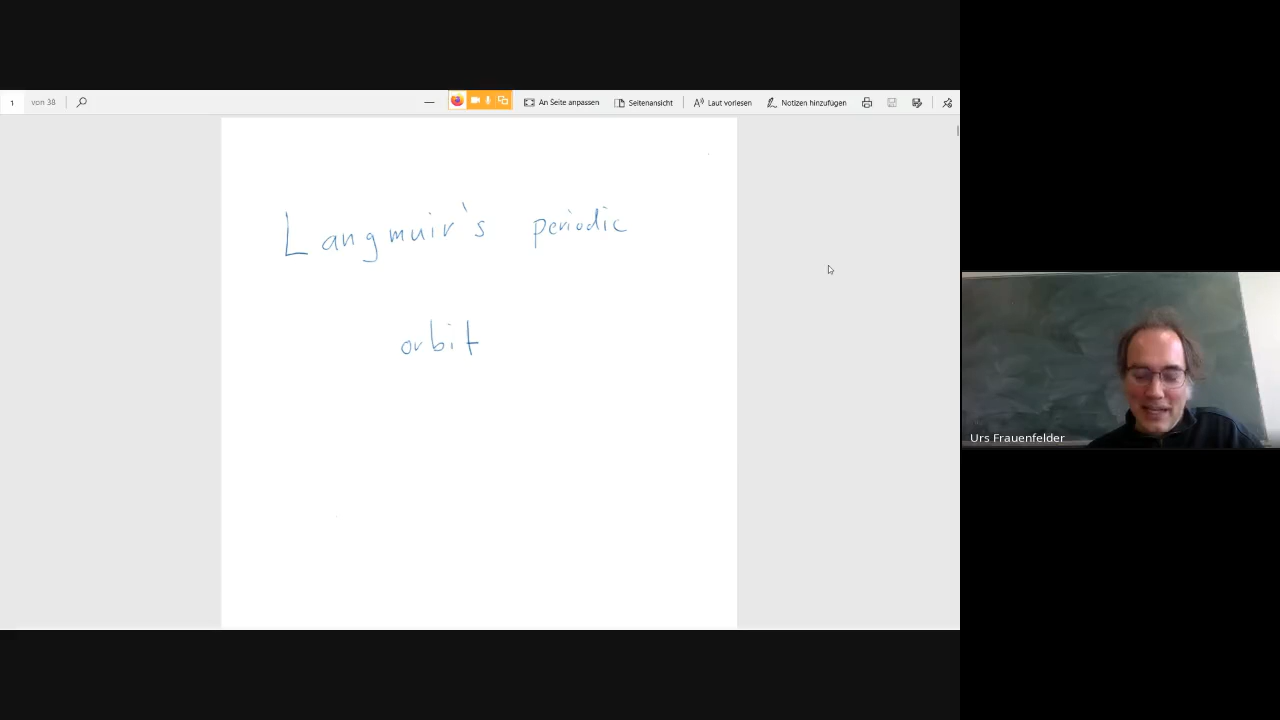 1 von 38 An Seite anpassen Seitenansicht Laut vorlesen Notizen hinzufügen
Langmuir's periodic
orbit
Urs Frauenfelder